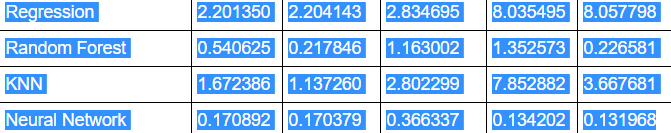 Regression 2.201350 2.204143 2.834695 8.035495 8.057798
Random Forest 0.540625 0.217846 1.163002 1.352573 0.226581
KNN 1.672386 1.137260 2.802299 7.852882 3.667681
Neural Network 0.170892 0.170379 0.366337 0.134202 0.131968